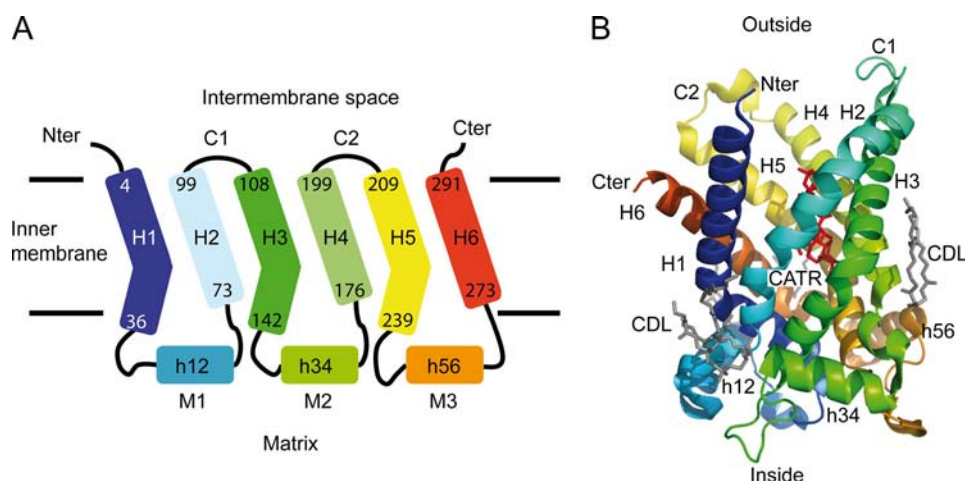 A
Intermembrane space
Nter
C1
C2
Cter
4
99
108
199
209
291
Inner
membrane
H1
H2
H3
H4
H5
H6
73
176
273
36
142
239
h12
h34
h56
M1
M2
M3
Matrix
B
Outside
C1
C2
Nter
H4
H2
H5
H3
Cter
H6
H1
CATR
CDL
CDL
h56
h12
h34
Inside